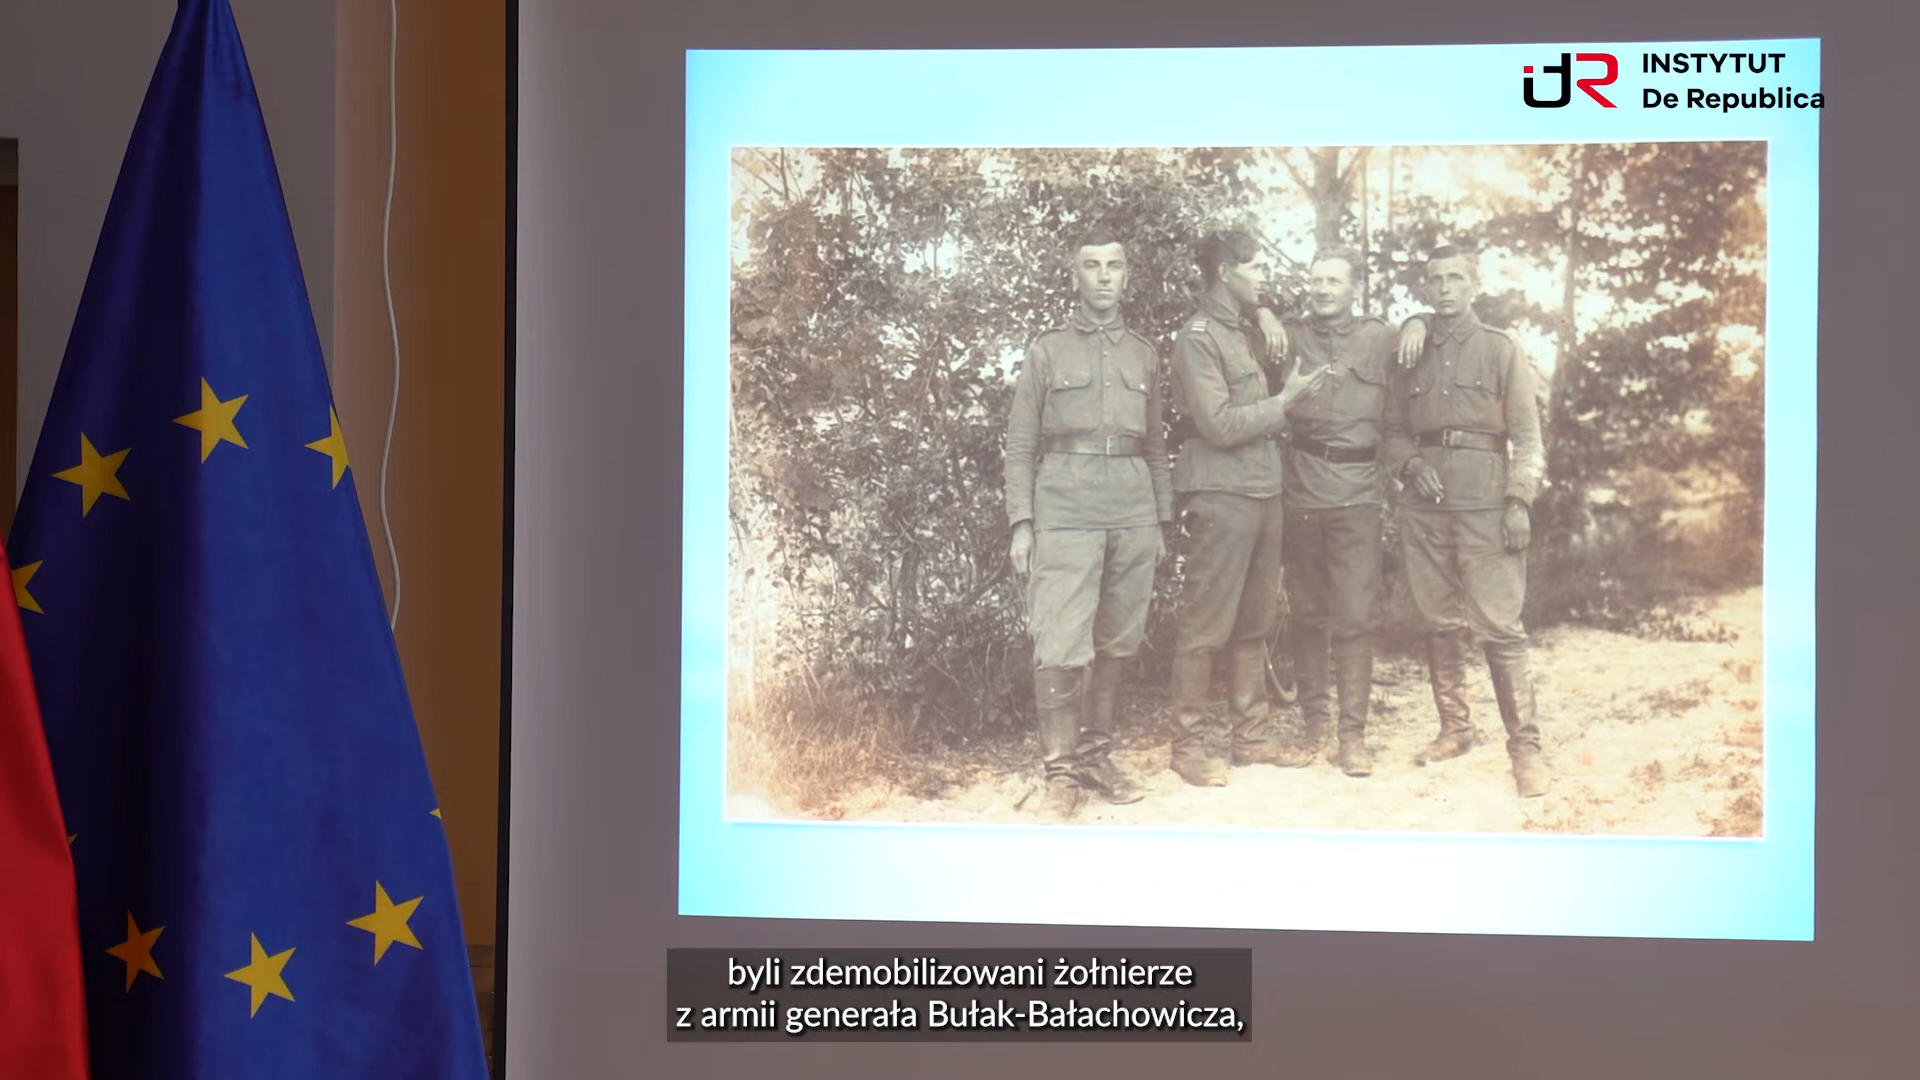 INSTYTUT
De Republica
byli zdemobilizowani żołnierze
z armii generała Bułak-Bałachowicza,